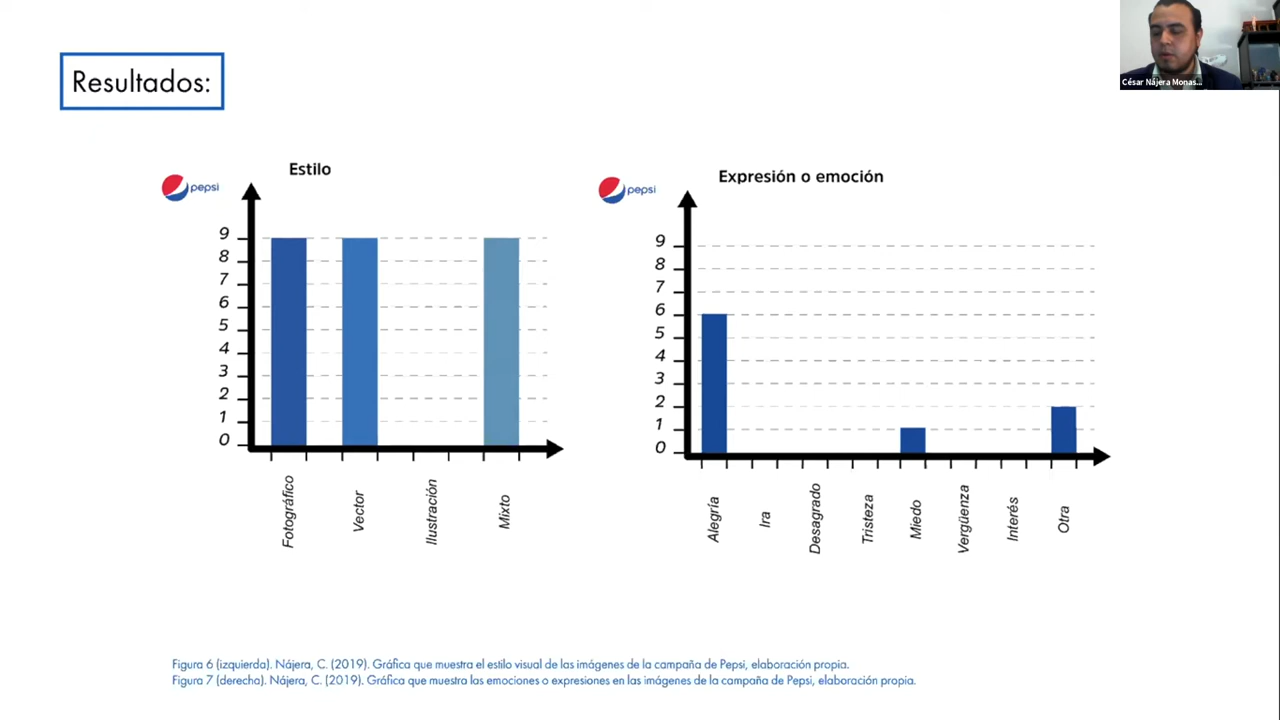 César Nájera Monas...
Resultados:
Estilo
pepsi
9
8
7
6
5
4
3
2
1
0
Fotográfico
Vector
Ilustración
Mixto
Expresión o emoción
pepsi
9
8
7
6
5
4
3
2
1
0
Alegría
Ira
Desagrado
Tristeza
Miedo
Vergüenza
Interés
Otra
Figura 6 (izquierda). Nájera, C. (2019). Gráfica que muestra el estilo visual de las imágenes de la campaña de Pepsi, elaboración propia.
Figura 7 (derecha). Nájera, C. (2019). Gráfica que muestra las emociones o expresiones en las imágenes de la campaña de Pepsi, elaboración propia.